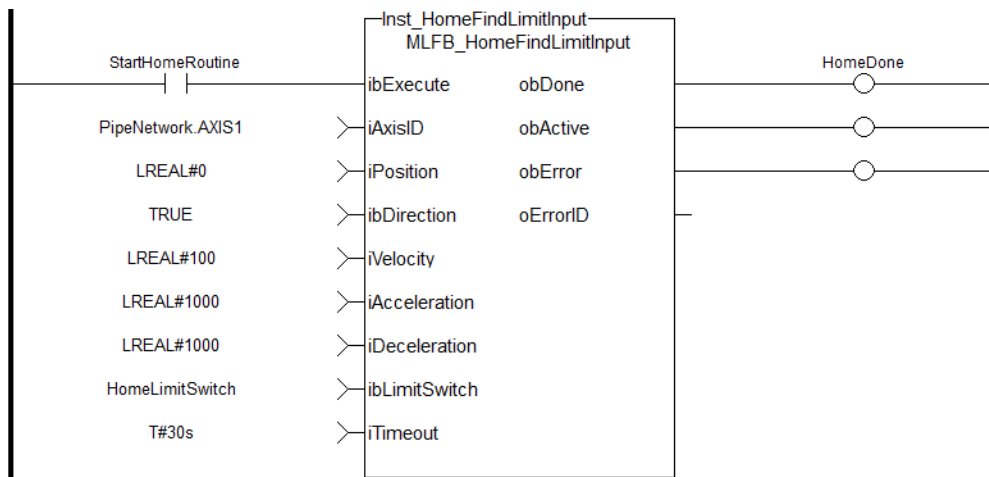 Inst_HomeFindLimitInput
MLFB_HomeFindLimitInput
StartHomeRoutine
HomeDone
ibExecute obDone
PipeNetwork.AXIS1 iAxisID obActive
LREAL#0 iPosition obError
TRUE ibDirection oErrorID
LREAL#100 iVelocity
LREAL#1000 iAcceleration
LREAL#1000 iDeceleration
HomeLimitSwitch ibLimitSwitch
T#30s iTimeout